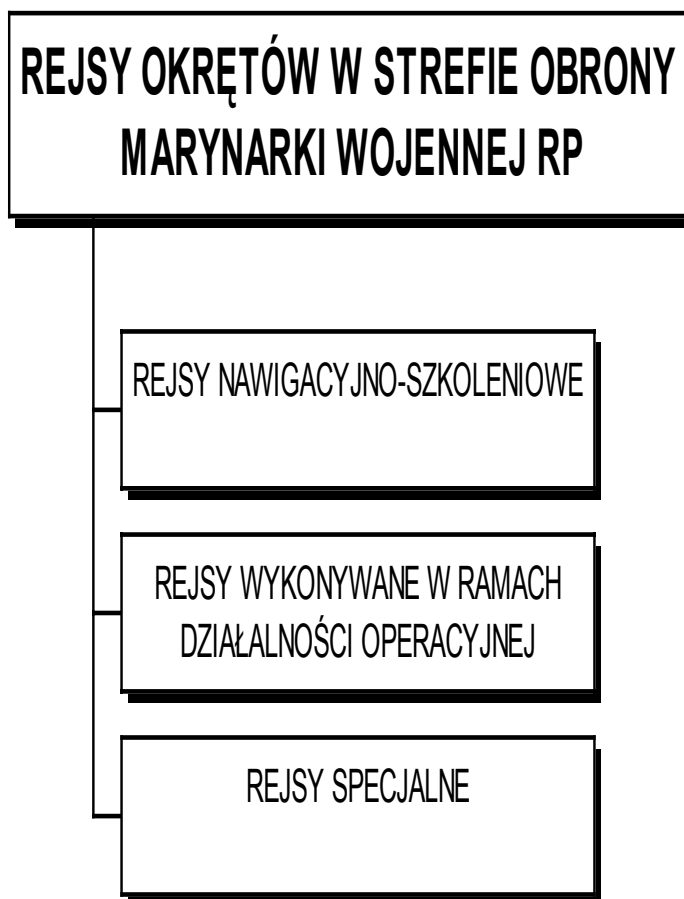 REJSY OKRĘTÓW W STREFIE OBRONY
MARYNARKI WOJENNEJ RP
REJSY NAWIGACYJNO-SZKOLENIOWE
REJSY WYKONYWANE W RAMACH
DZIAŁALNOŚCI OPERACYJNEJ
REJSY SPECJALNE